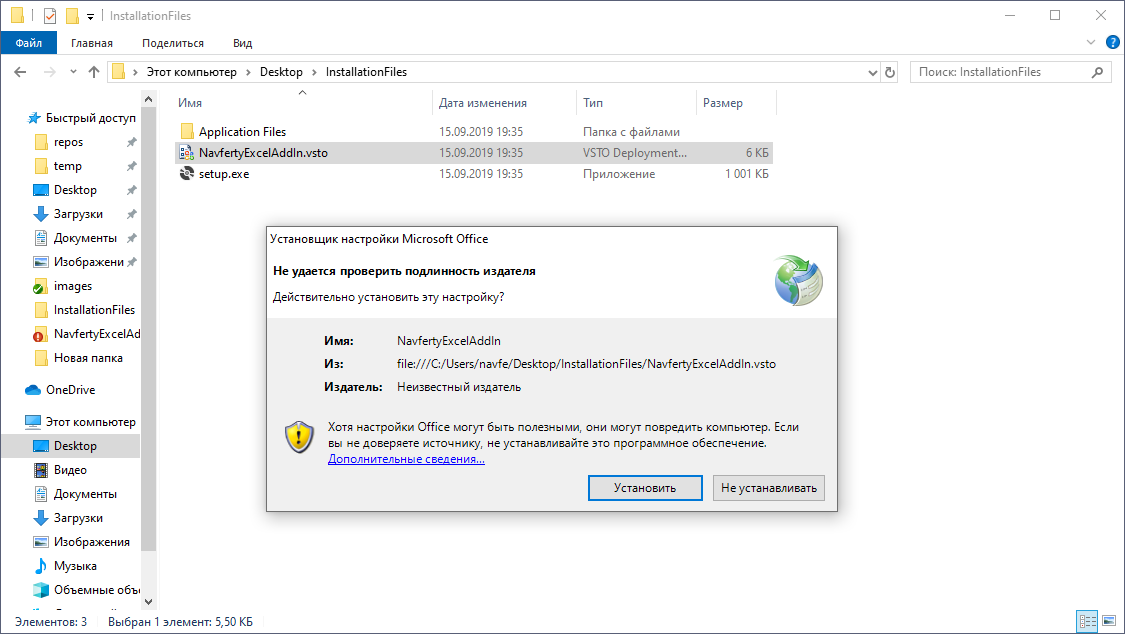 InstallationFiles
Файл Главная Поделиться Вид
Этот компьютер Desktop InstallationFiles
Поиск: InstallationFiles
Имя Дата изменения Тип Размер
Application Files 15.09.2019 19:35 Папка с файлами
NavfertyExcelAddIn.vsto 15.09.2019 19:35 VSTO Deployment... 6 КБ
setup.exe 15.09.2019 19:35 Приложение 1 001 КБ
Быстрый доступ
repos
temp
Desktop
Загрузки
Документы
Изображени
images
InstallationFiles
NavfertyExcelAd
Новая папка
OneDrive
Этот компьютер
Desktop
Видео
Документы
Загрузки
Изображения
Музыка
Объемные объ
Установщик настройки Microsoft Office
Не удается проверить подлинность издателя
Действительно установить эту настройку?
Имя: NavfertyExcelAddIn
Из: file:///C:/Users/navfe/Desktop/InstallationFiles/NavfertyExcelAddIn.vsto
Издатель: Неизвестный издатель
Хотя настройки Office могут быть полезными, они могут повредить компьютер. Если
вы не доверяете источнику, не устанавливайте это программное обеспечение.
Дополнительные сведения...
Установить Не устанавливать
Элементов: 3 Выбран 1 элемент: 5,50 КБ